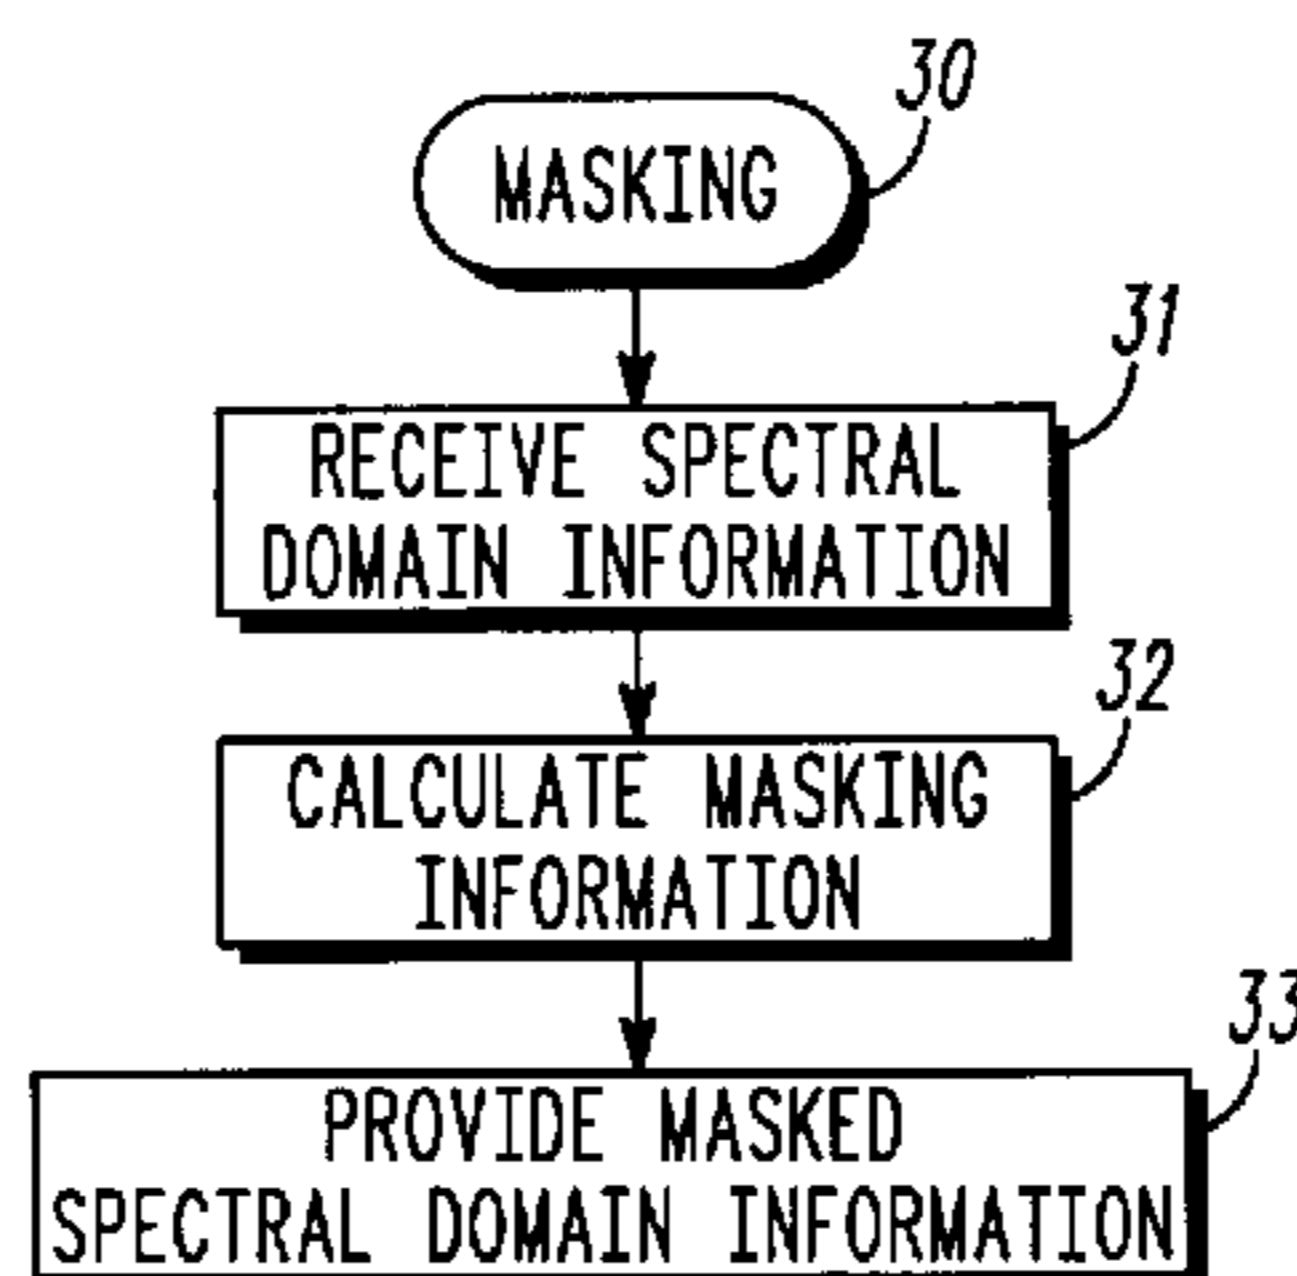 30
MASKING
31
RECEIVE SPECTRAL
DOMAIN INFORMATION
32
CALCULATE MASKING
INFORMATION
33
PROVIDE MASKED
SPECTRAL DOMAIN INFORMATION